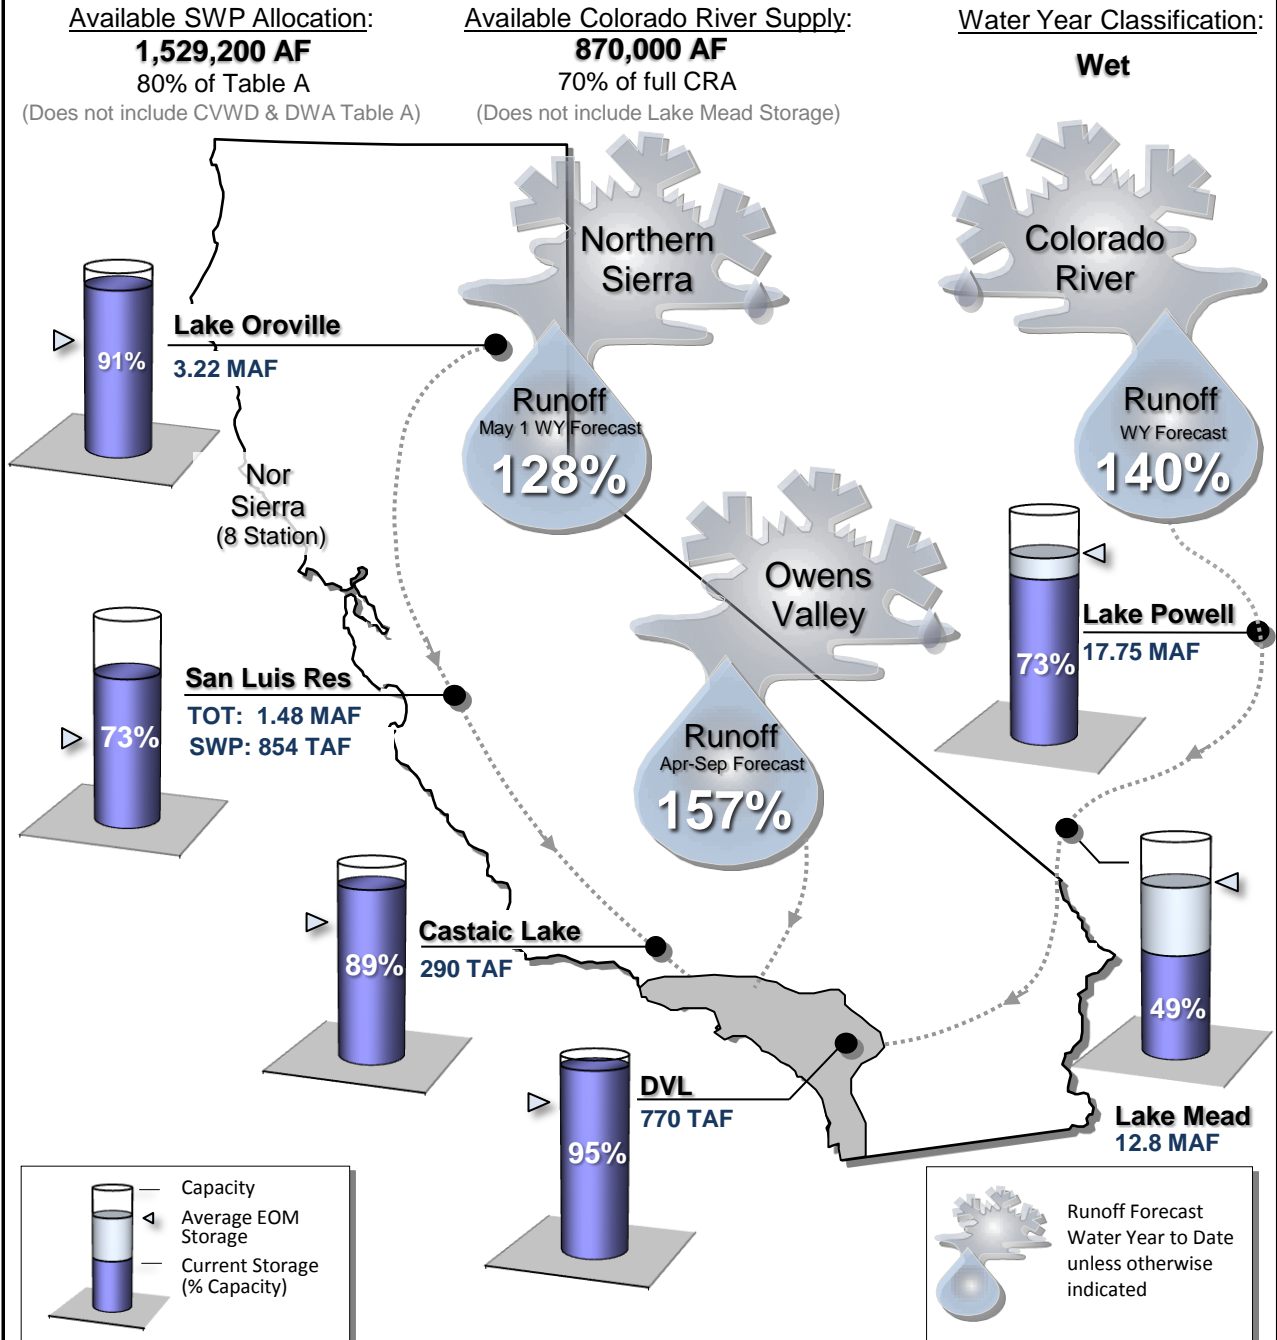 Available SWP Allocation:
1,529,200 AF
80% of Table A
(Does not include CVWD & DWA Table A)
Available Colorado River Supply:
870,000 AF
70% of full CRA
(Does not include Lake Mead Storage)
Water Year Classification:
Wet
Northern
Sierra
Colorado
River
Lake Oroville
3.22 MAF
91%
Runoff
May 1 WY Forecast
128%
Runoff
WY Forecast
140%
Nor
Sierra
(8 Station)
Owens
Valley
Lake Powell
17.75 MAF
73%
San Luis Res
TOT: 1.48 MAF
SWP: 854 TAF
73%
Runoff
Apr-Sep Forecast
157%
Castaic Lake
290 TAF
89%
49%
DVL
770 TAF
95%
Lake Mead
12.8 MAF
Capacity
Average EOM
Storage
Current Storage
(% Capacity)
Runoff Forecast
Water Year to Date
unless otherwise
indicated